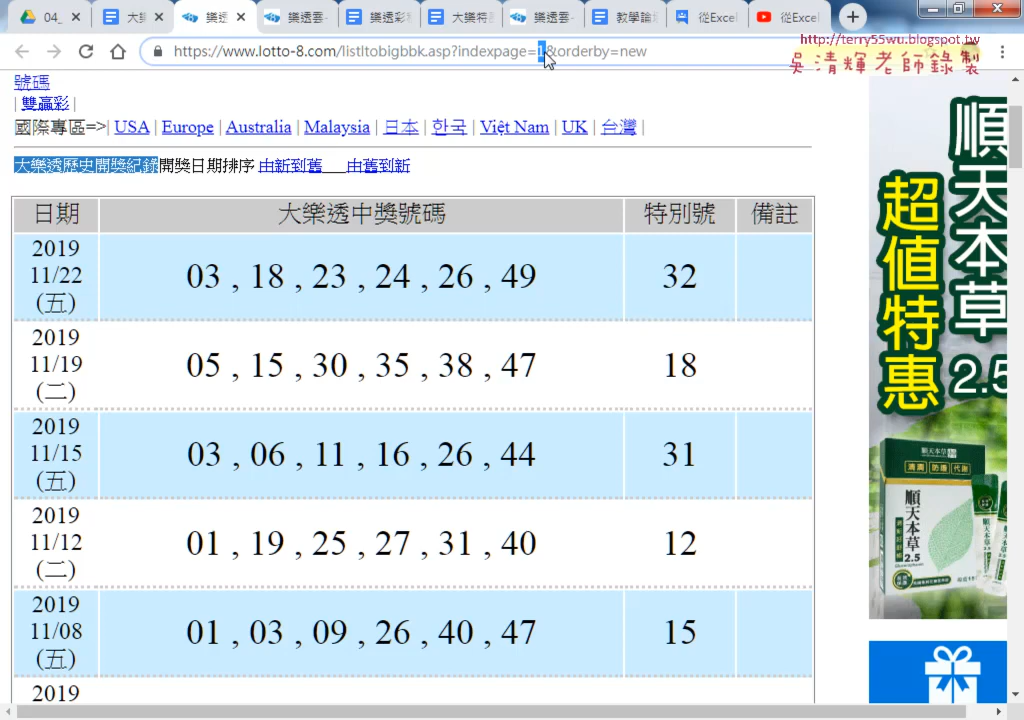 04_
大
樂透
樂透雲-
樂透彩
大樂特
樂透雲-
教學論
從Excel
從Excel
https://www.lotto-8.com/listltobigbbk.asp?indexpage=1&orderby=new
http://terry55wu.blogspot.tw
吳清輝老師錄製
號碼
| 雙贏彩 |
國際專區=>| USA | Europe | Australia | Malaysia | 日本 | 한국 | Việt Nam | UK | 台灣 |
大樂透歷史開獎紀錄開獎日期排序 由新到舊 由舊到新
日期 大樂透中獎號碼 特別號 備註
2019 11/22 (五) 03 , 18 , 23 , 24 , 26 , 49 32
2019 11/19 (二) 05 , 15 , 30 , 35 , 38 , 47 18
2019 11/15 (五) 03 , 06 , 11 , 16 , 26 , 44 31
2019 11/12 (二) 01 , 19 , 25 , 27 , 31 , 40 12
2019 11/08 (五) 01 , 03 , 09 , 26 , 40 , 47 15
2019
順天本草 2.5
超值特惠
順天本草
2.5